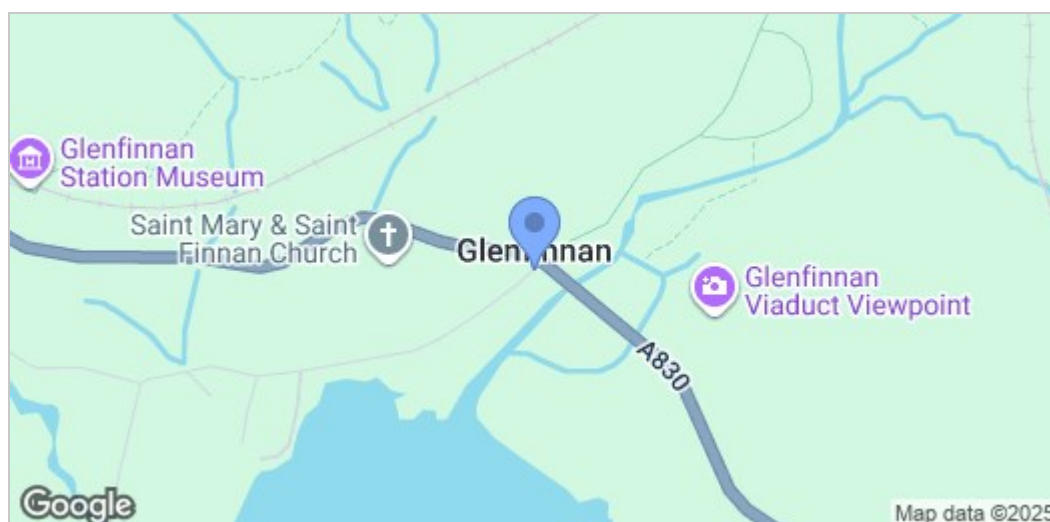 Glenfinnan
Station Museum
Saint Mary & Saint
Finnan Church
Glenfinnan
Glenfinnan
Viaduct Viewpoint
A830
Google
Map data ©2025